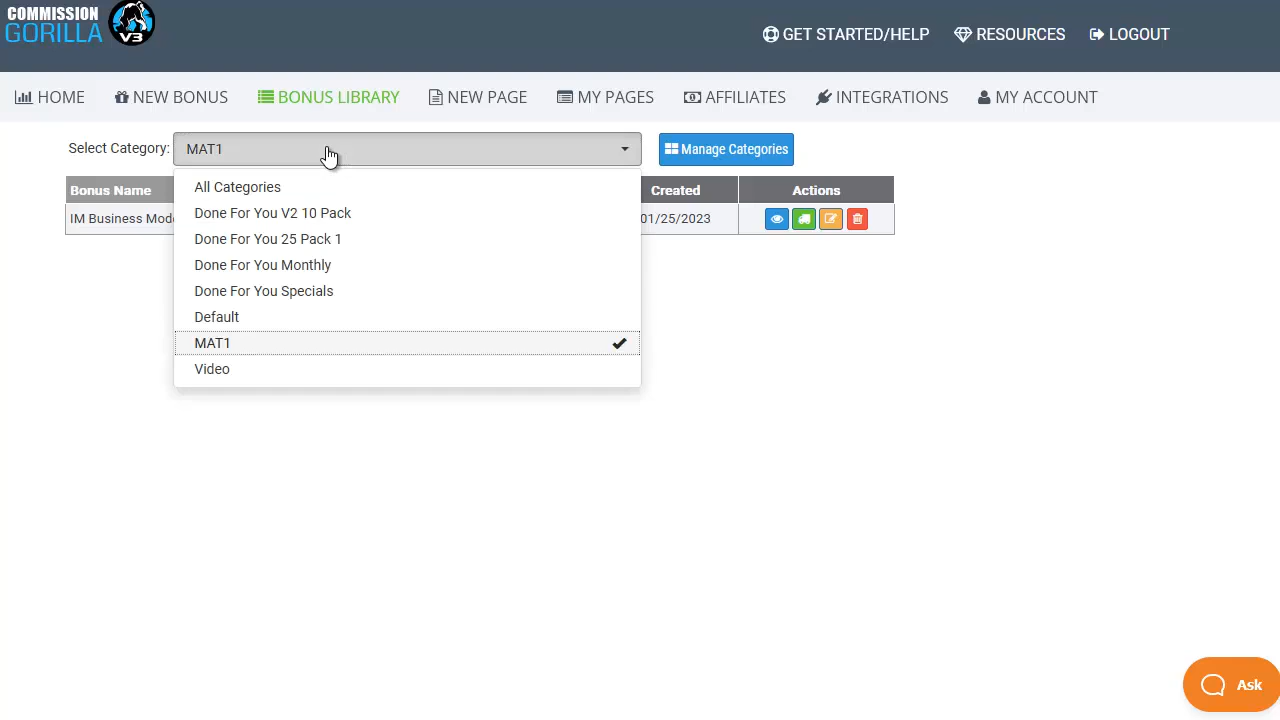 COMMISSION
GORILLA
V3
GET STARTED/HELP
RESOURCES
LOGOUT
HOME
NEW BONUS
BONUS LIBRARY
NEW PAGE
MY PAGES
AFFILIATES
INTEGRATIONS
MY ACCOUNT
Select Category:
MAT1
Manage Categories
Bonus Name
Created
Actions
IM Business Mod
01/25/2023
All Categories
Done For You V2 10 Pack
Done For You 25 Pack 1
Done For You Monthly
Done For You Specials
Default
MAT1
Video
Ask